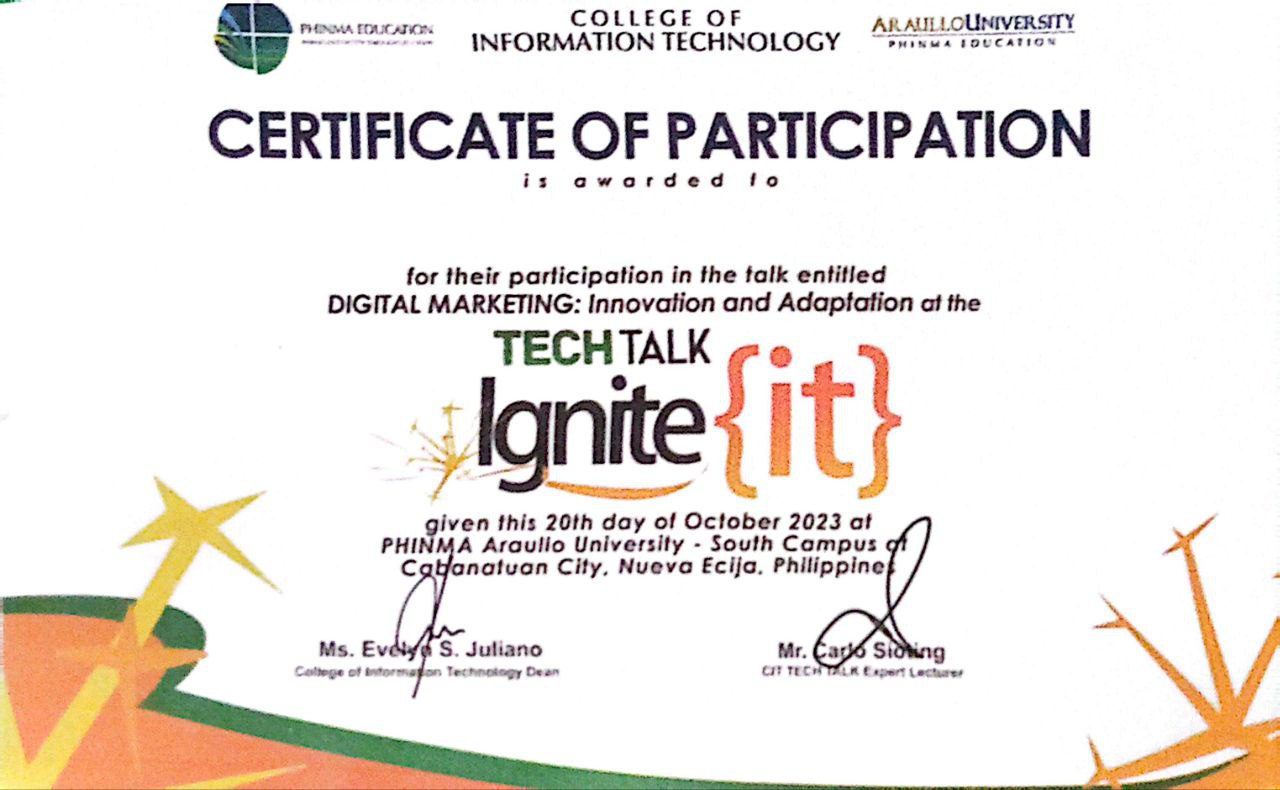 PHINMA EDUCATION
COLLEGE OF
INFORMATION TECHNOLOGY
ARAULLO UNIVERSITY
PHINMA EDUCATION
CERTIFICATE OF PARTICIPATION
is awarded to
for their participation in the talk entitled
DIGITAL MARKETING: Innovation and Adaptation at the
TECH TALK
Ignite {it}
given this 20th day of October 2023 at
PHINMA Araullo University - South Campus at
Cabanatuan City, Nueva Ecija, Philippines
Ms. Evelyn S. Juliano
College of Information Technology Dean
Mr. Carlo
CIT TECH TALK Expert Lecturer